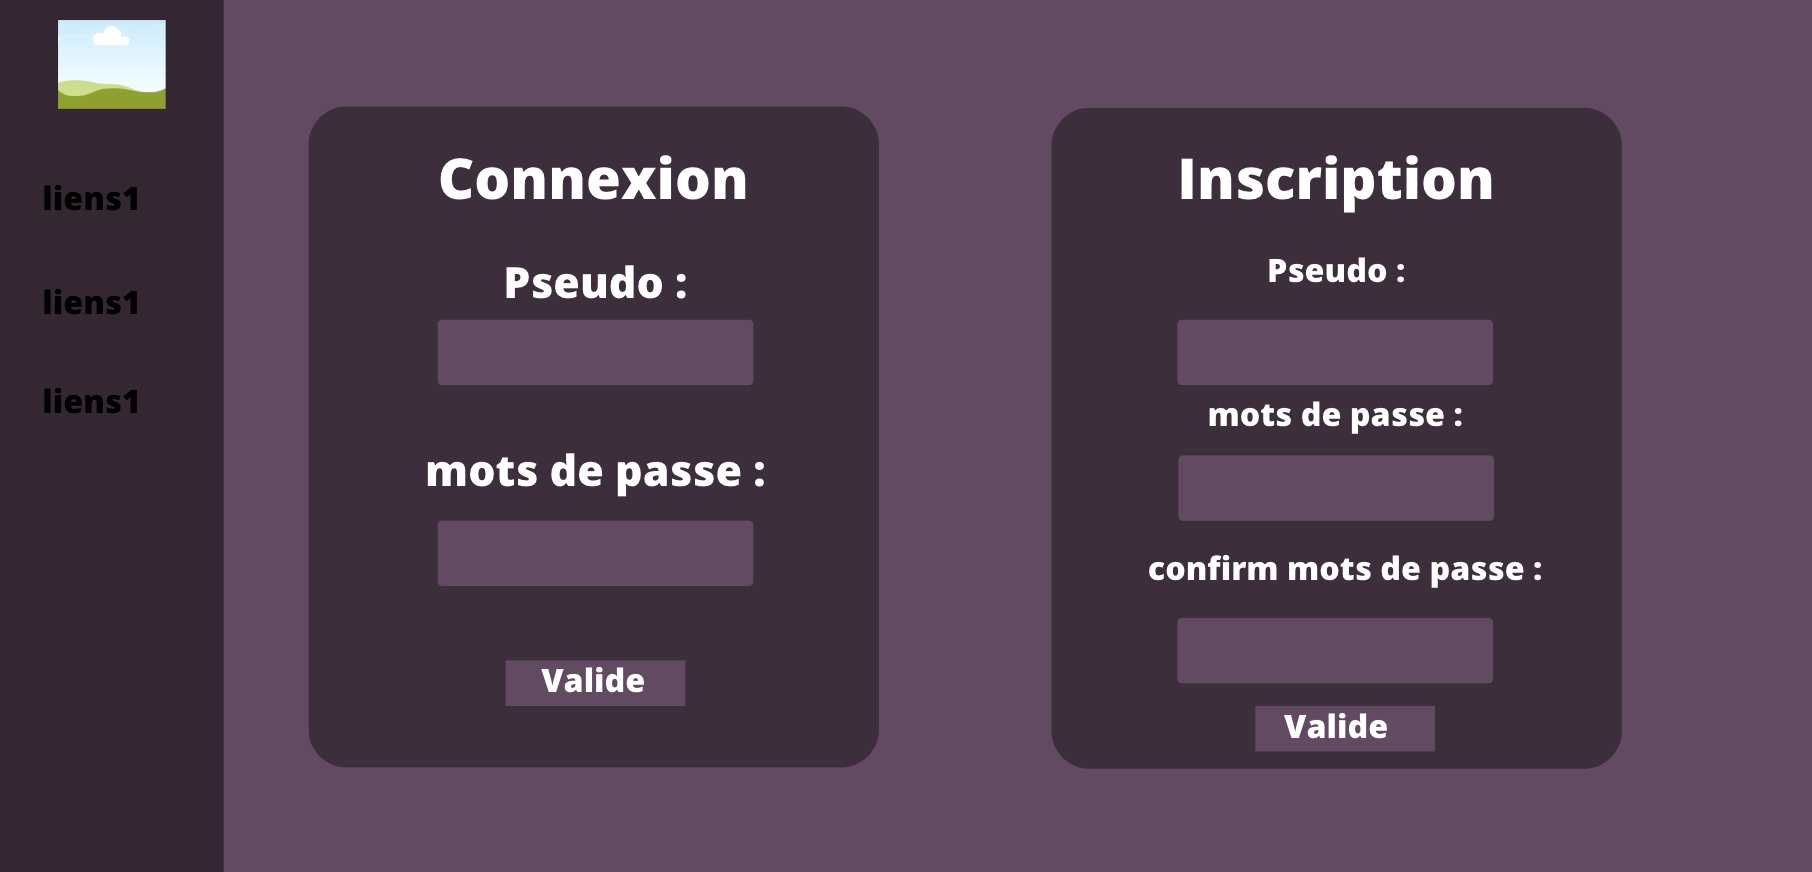 liens1
liens1
liens1
Connexion
Pseudo :
mots de passe :
Valide
Inscription
Pseudo :
mots de passe :
confirm mots de passe :
Valide